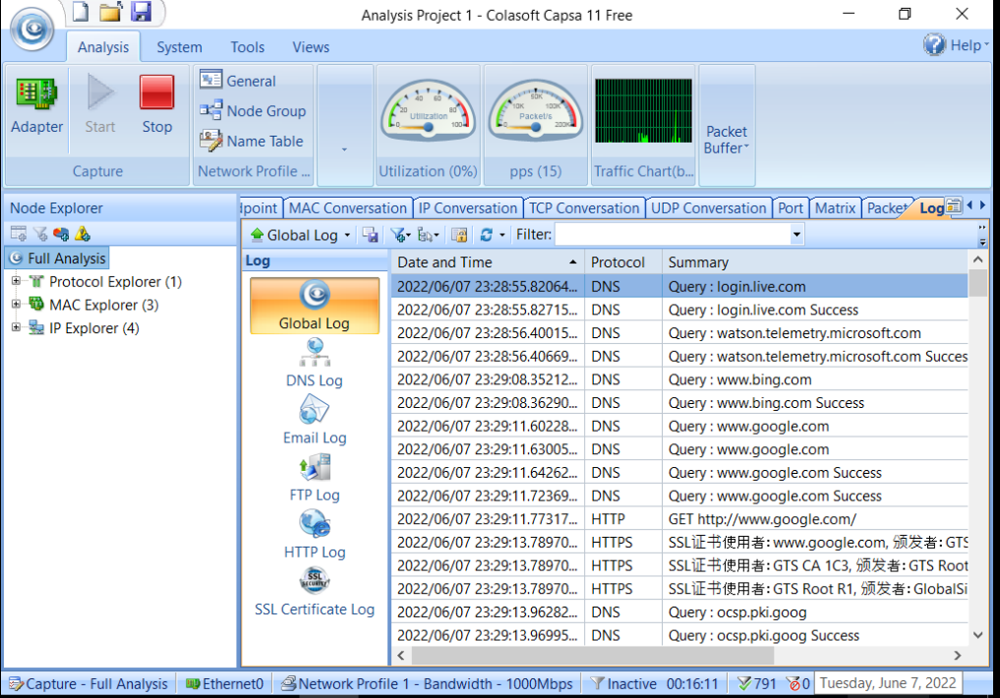 Analysis Project 1 - Colasoft Capsa 11 Free
Analysis System Tools Views Help
Adapter Start Stop
Capture
General
Node Group
Name Table
Network Profile ...
20 40 60 80
Utilization
0 100
Utilization (0%)
10K 50K 100K
Packet/s
0 200K
pps (15)
Traffic Chart(b...
Packet
Buffer
Node Explorer
Full Analysis
Protocol Explorer (1)
MAC Explorer (3)
IP Explorer (4)
lpoint MAC Conversation IP Conversation TCP Conversation UDP Conversation Port Matrix Packet Log
Global Log Filter:
Log
Global Log
DNS Log
Email Log
FTP Log
HTTP Log
SSL
SECURITY
SSL Certificate Log
Date and Time Protocol Summary
2022/06/07 23:28:55.82064... DNS Query : login.live.com
2022/06/07 23:28:55.82715... DNS Query : login.live.com Success
2022/06/07 23:28:56.40015... DNS Query : watson.telemetry.microsoft.com
2022/06/07 23:28:56.40669... DNS Query : watson.telemetry.microsoft.com Succes
2022/06/07 23:29:08.35212... DNS Query : www.bing.com
2022/06/07 23:29:08.36290... DNS Query : www.bing.com Success
2022/06/07 23:29:11.60228... DNS Query : www.google.com
2022/06/07 23:29:11.63005... DNS Query : www.google.com
2022/06/07 23:29:11.64262... DNS Query : www.google.com Success
2022/06/07 23:29:11.72369... DNS Query : www.google.com Success
2022/06/07 23:29:11.77317... HTTP GET http://www.google.com/
2022/06/07 23:29:13.78970... HTTPS SSL证书使用者: www.google.com, 颁发者: GTS
2022/06/07 23:29:13.78970... HTTPS SSL证书使用者: GTS CA 1C3, 颁发者: GTS Root
2022/06/07 23:29:13.78970... HTTPS SSL证书使用者: GTS Root R1, 颁发者: GlobalSi
2022/06/07 23:29:13.96282... DNS Query : ocsp.pki.goog
2022/06/07 23:29:13.96995... DNS Query : ocsp.pki.goog Success
Capture - Full Analysis Ethernet0 Network Profile 1 - Bandwidth - 1000Mbps Inactive 00:16:11 791 0 Tuesday, June 7, 2022